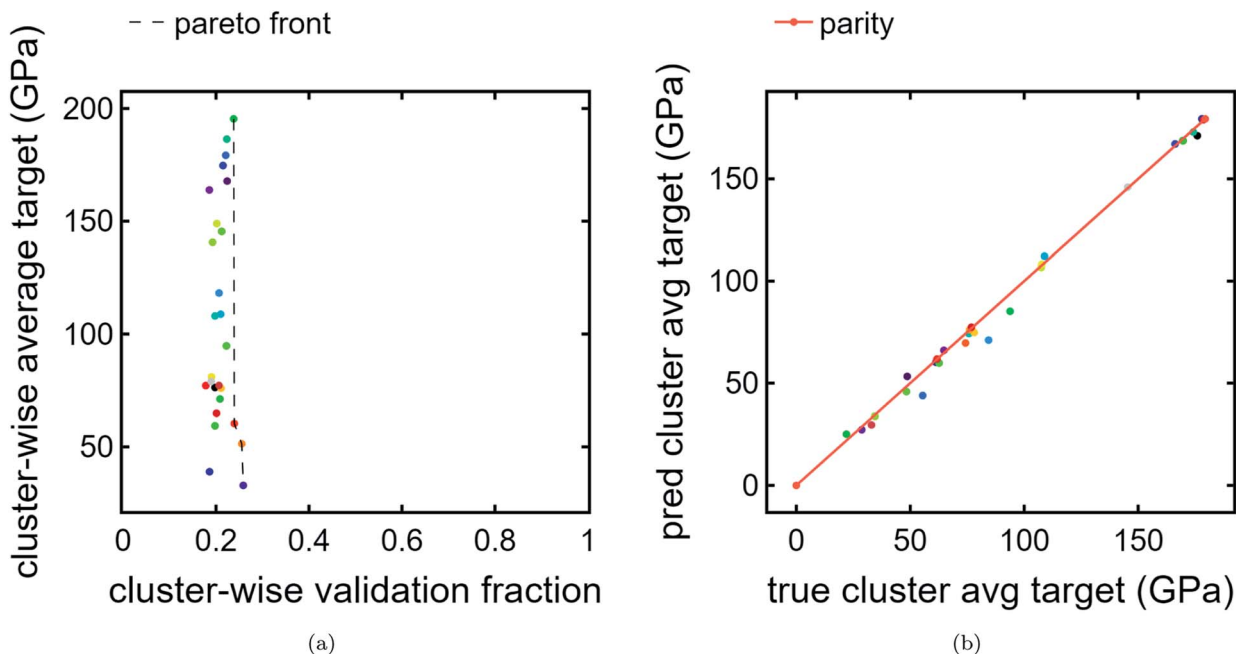 pareto front
cluster-wise average target (GPa)
200
150
100
50
0 0.2 0.4 0.6 0.8 1
cluster-wise validation fraction
(a)
parity
pred cluster avg target (GPa)
150
100
50
0
0 50 100 150
true cluster avg target (GPa)
(b)